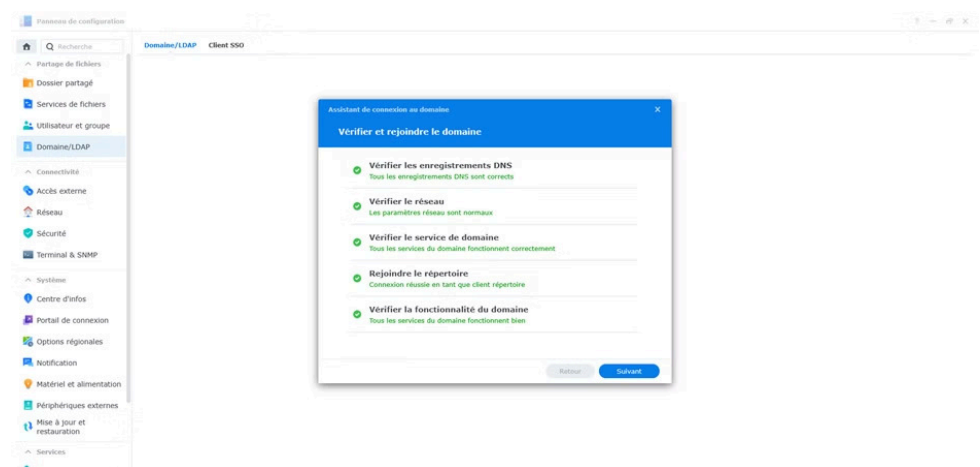 Panneau de configuration
? — X
Recherche
Domaine/LDAP Client SSO
Partage de fichiers
Dossier partagé
Services de fichiers
Utilisateur et groupe
Domaine/LDAP
Connectivité
Accès externe
Réseau
Sécurité
Terminal & SNMP
Système
Centre d'infos
Portail de connexion
Options régionales
Notification
Matériel et alimentation
Périphériques externes
Mise à jour et
restauration
Services
Assistant de connexion au domaine X
Vérifier et rejoindre le domaine
Vérifier les enregistrements DNS
Tous les enregistrements DNS sont corrects
Vérifier le réseau
Les paramètres réseau sont normaux
Vérifier le service de domaine
Tous les services du domaine fonctionnent correctement
Rejoindre le répertoire
Connexion réussie en tant que client répertoire
Vérifier la fonctionnalité du domaine
Tous les services du domaine fonctionnent bien
Retour Suivant